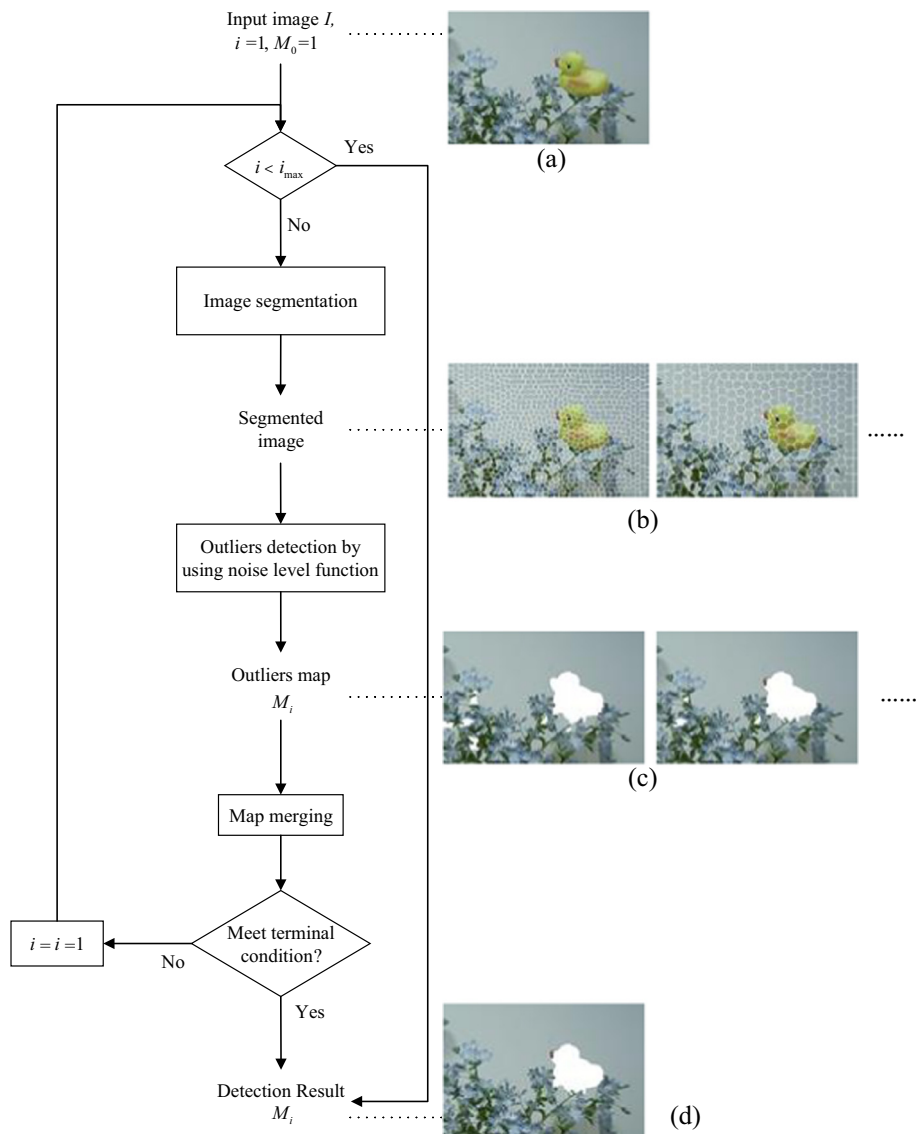 Input image I,
i=1, M₀=1
(a)
i < i_max
Yes
No
Image segmentation
Segmented
image
......
(b)
Outliers detection by
using noise level function
Outliers map
Mᵢ
......
(c)
Map merging
Meet terminal
condition?
i = i =1
No
Yes
Detection Result
Mᵢ
(d)